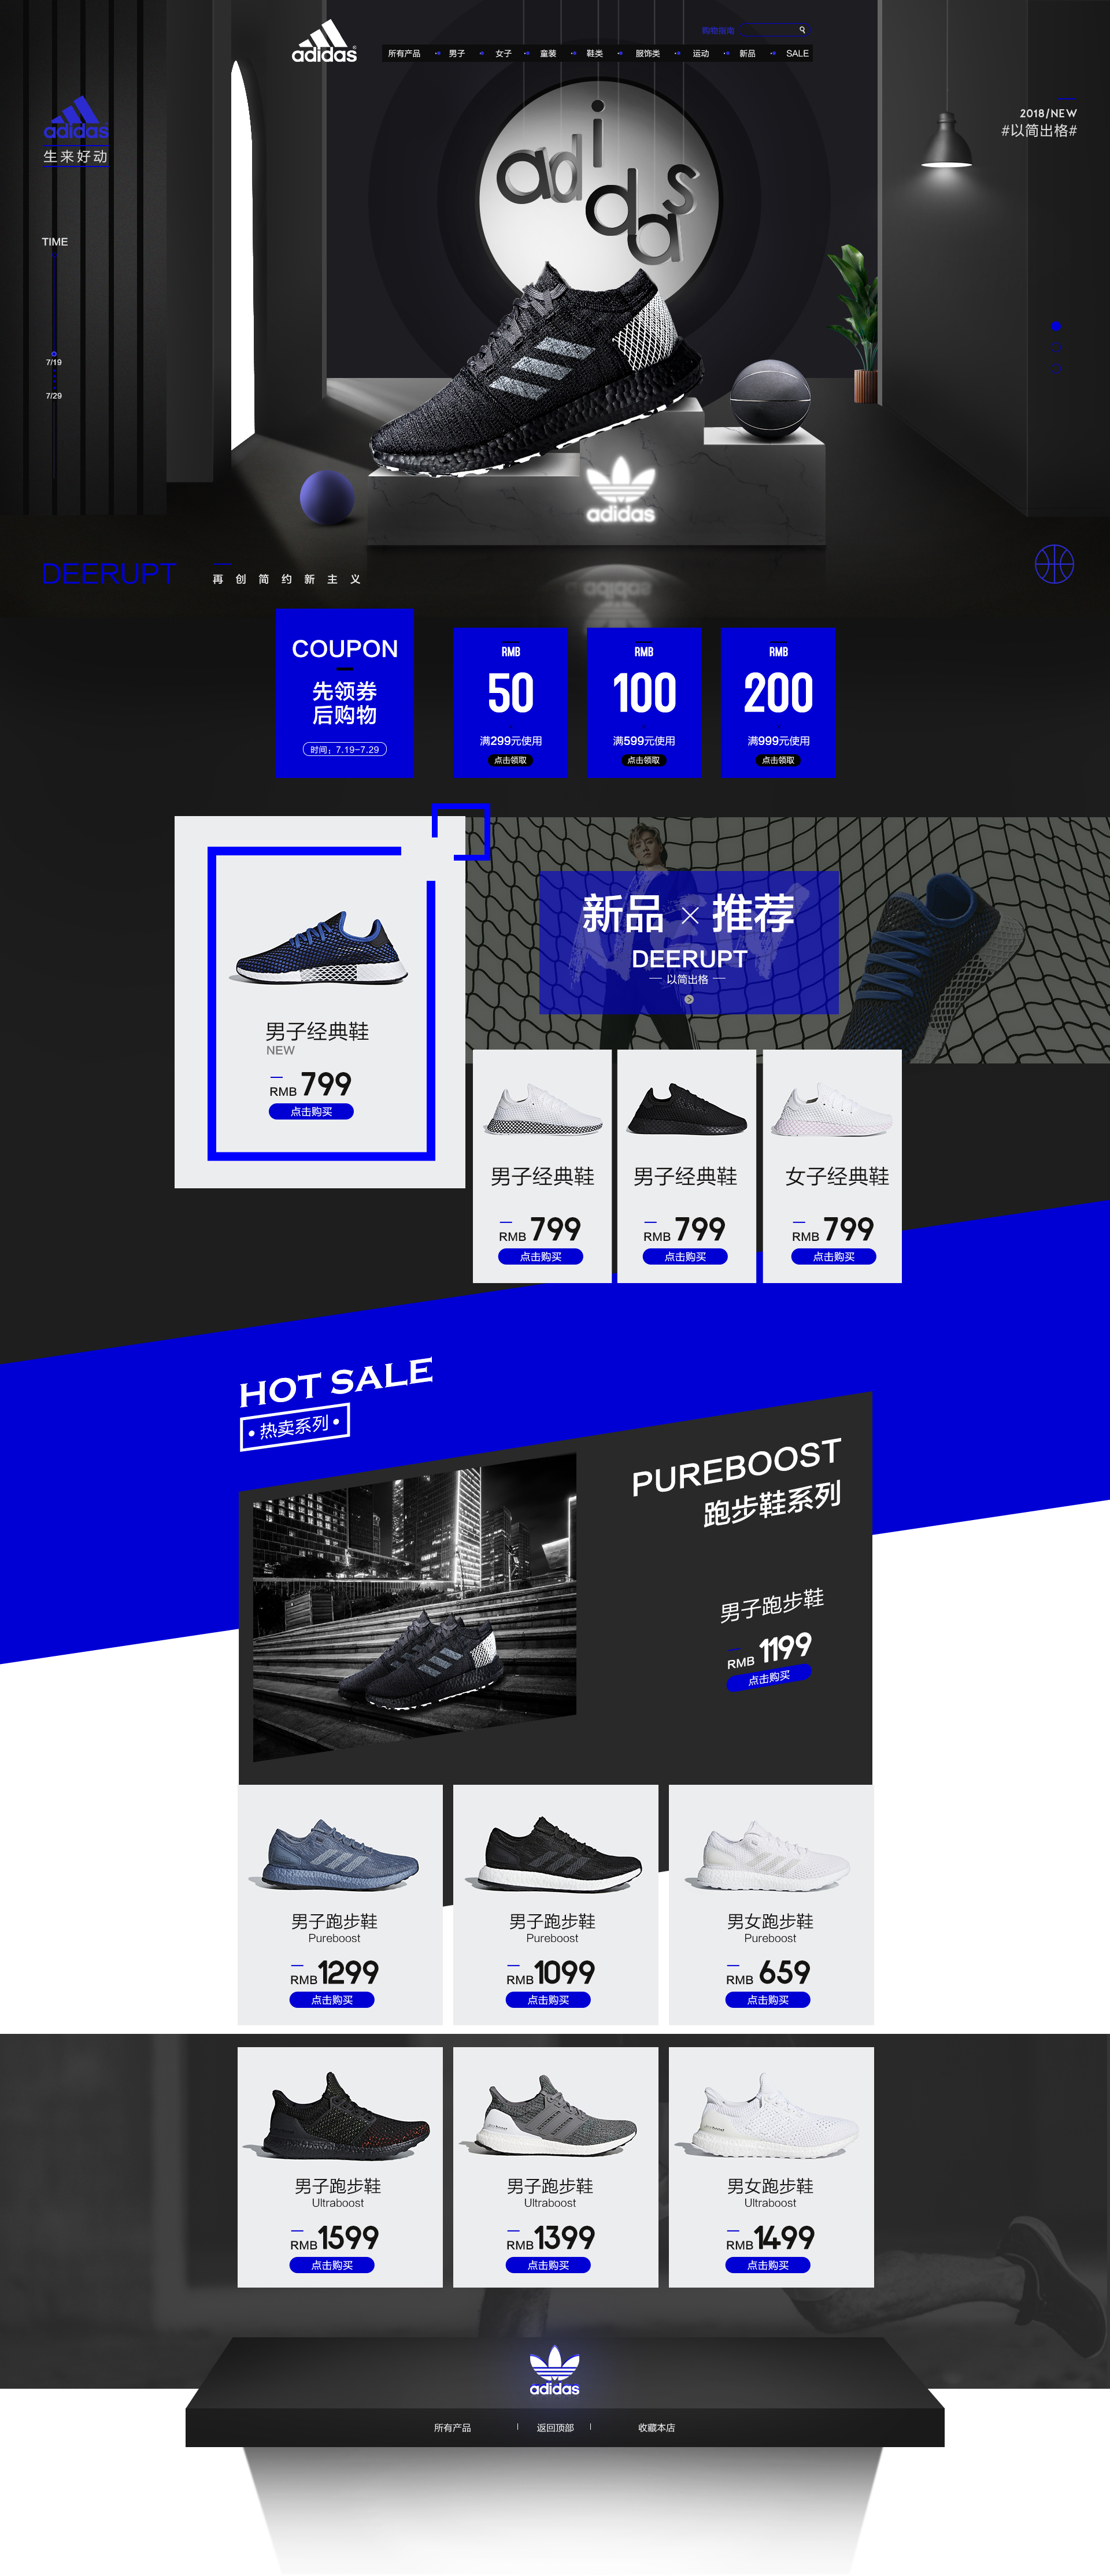 adidas
购物指南
所有产品 男子 女子 童装 鞋类 服饰类 运动 新品 SALE
adidas
生来好动
2018/NEW
#以简出格#
adidas
TIME
7/19
7/29
adidas
adidas
DEERUPT
再创简约新主义
COUPON
先领券
后购物
时间：7.19-7.29
RMB
50
满299元使用
点击领取
RMB
100
满599元使用
点击领取
RMB
200
满999元使用
点击领取
男子经典鞋
NEW
RMB 799
点击购买
NEW
新品×推荐
DEERUPT
以简出格
男子经典鞋
RMB 799
点击购买
男子经典鞋
RMB 799
点击购买
女子经典鞋
RMB 799
点击购买
HOT SALE
·热卖系列·
PUREBOOST
跑步鞋系列
男子跑步鞋
RMB 1199
点击购买
男子跑步鞋
Pureboost
RMB 1299
点击购买
男子跑步鞋
Pureboost
RMB 1099
点击购买
男女跑步鞋
Pureboost
RMB 659
点击购买
男子跑步鞋
Ultraboost
RMB 1599
点击购买
男子跑步鞋
Ultraboost
RMB 1399
点击购买
男女跑步鞋
Ultraboost
RMB 1499
点击购买
adidas
所有产品 | 返回顶部 | 收藏本店